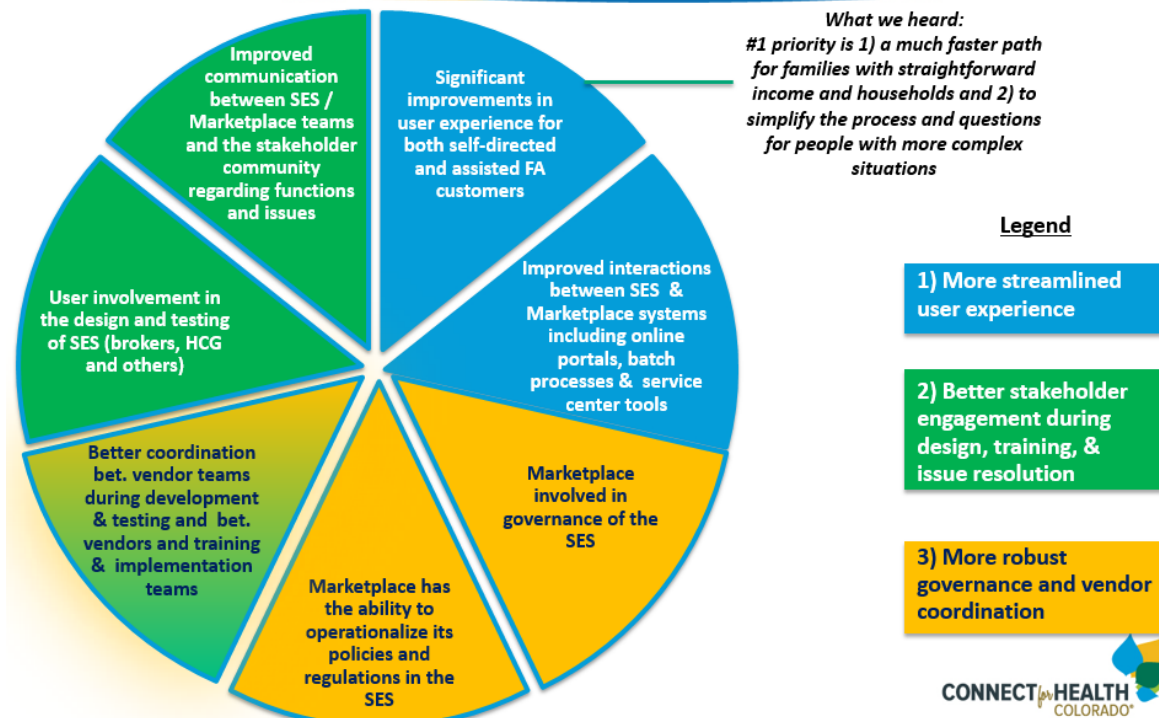 Improved
communication
between SES /
Marketplace teams
and the stakeholder
community
regarding functions
and issues
Significant
improvements in
user experience for
both self-directed
and assisted FA
customers
What we heard:
#1 priority is 1) a much faster path
for families with straightforward
income and households and 2) to
simplify the process and questions
for people with more complex
situations
User involvement in
the design and testing
of SES (brokers, HCG
and others)
Improved interactions
between SES &
Marketplace systems
including online
portals, batch
processes & service
center tools
Better coordination
bet. vendor teams
during development
& testing and bet.
vendors and training
& implementation
teams
Marketplace has
the ability to
operationalize its
policies and
regulations in the
SES
Marketplace
involved in
governance of the
SES
Legend
1) More streamlined
user experience
2) Better stakeholder
engagement during
design, training, &
issue resolution
3) More robust
governance and vendor
coordination
CONNECT for HEALTH
COLORADO®